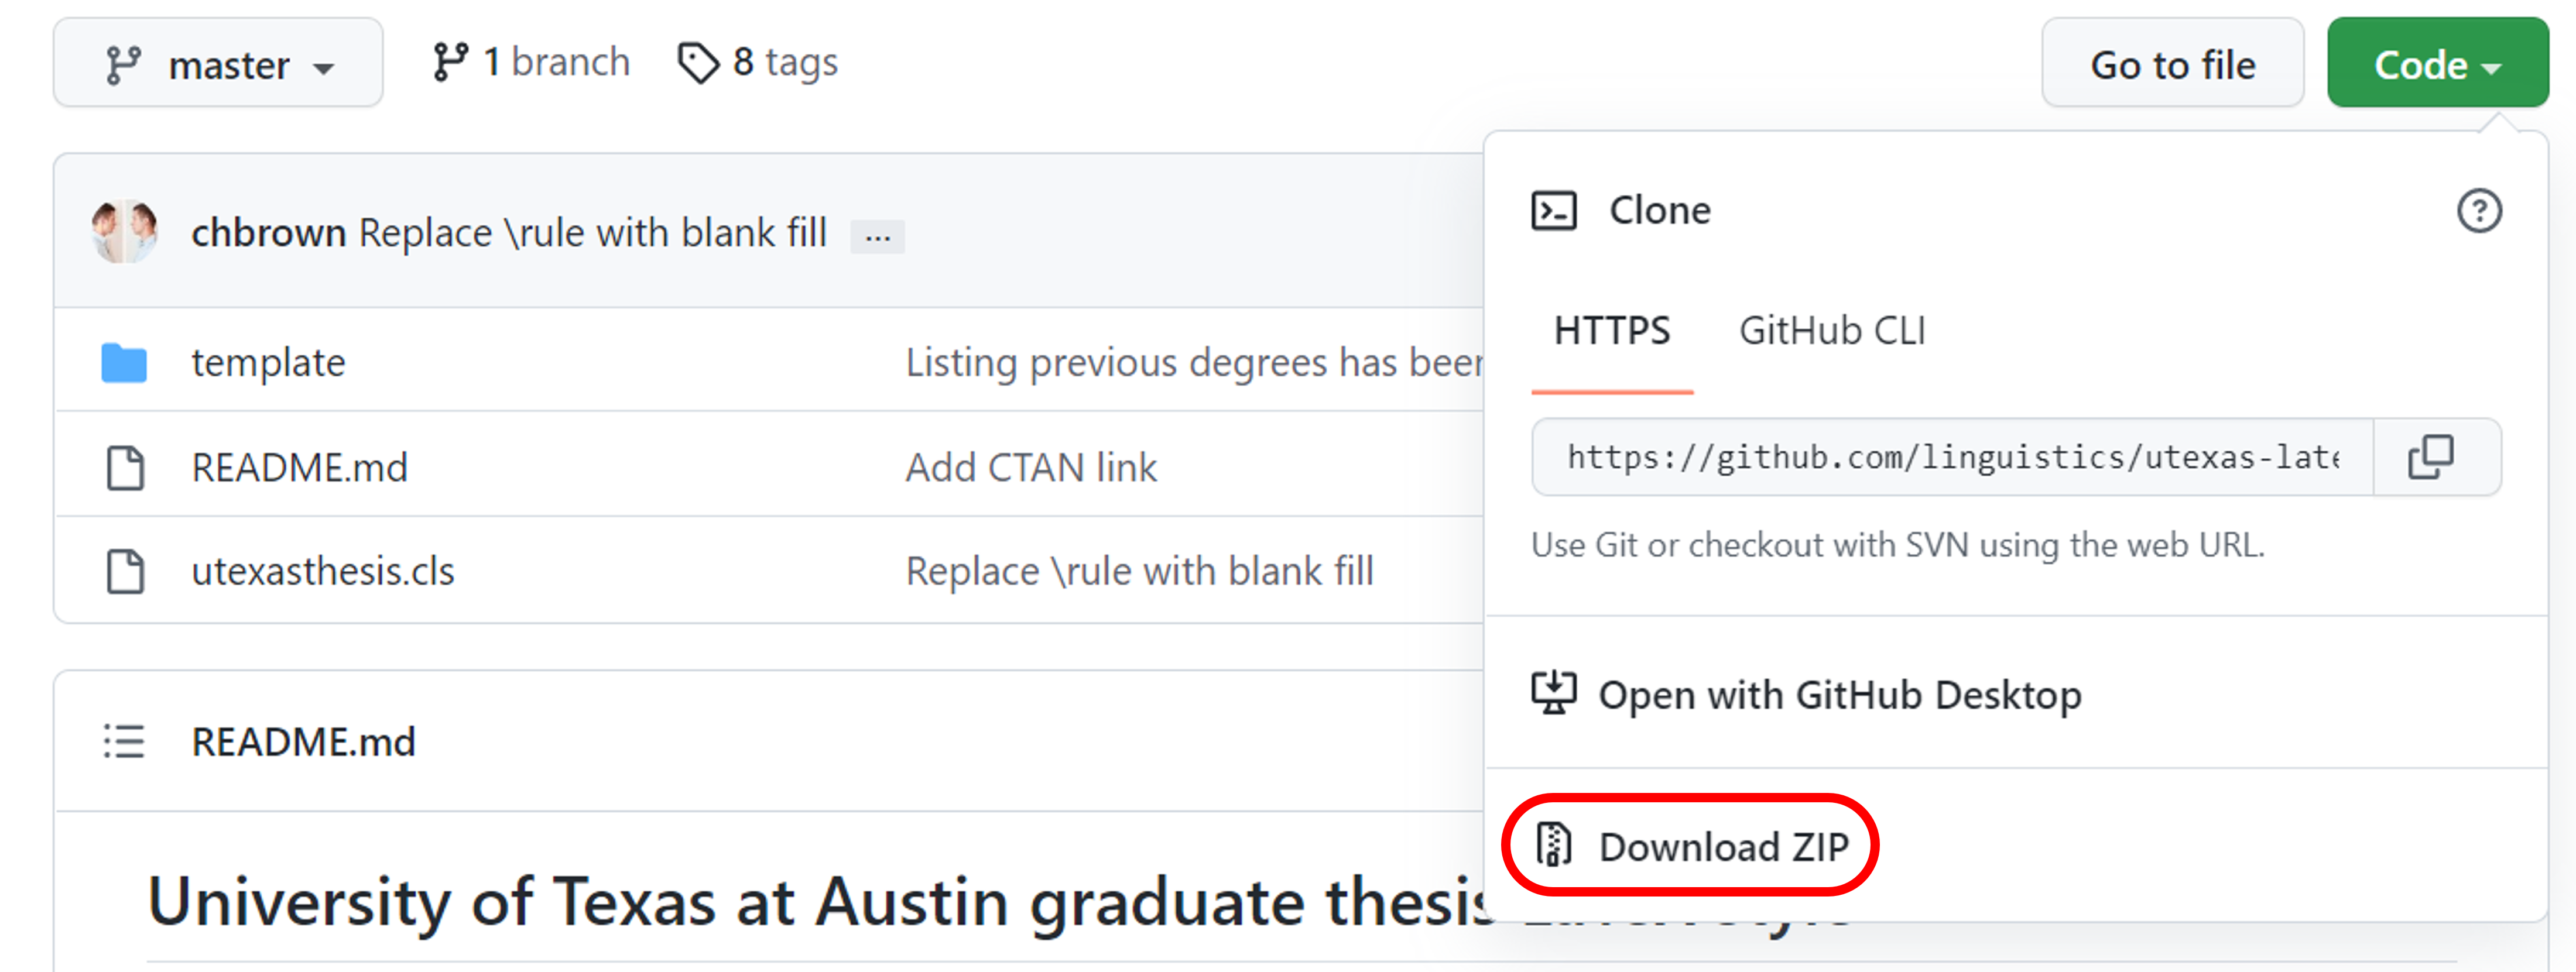 master
1 branch
8 tags
Go to file
Code
chbrown Replace \rule with blank fill ...
template
Listing previous degrees has been
README.md
Add CTAN link
utexasthesis.cls
Replace \rule with blank fill
README.md
University of Texas at Austin graduate thesis
Clone
HTTPS
GitHub CLI
https://github.com/linguistics/utexas-late
Use Git or checkout with SVN using the web URL.
Open with GitHub Desktop
Download ZIP